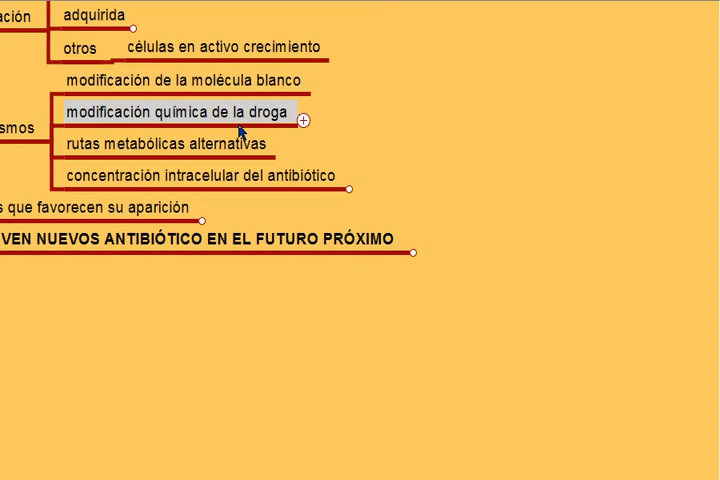 ación
adquirida
otros
células en activo crecimiento
modificación de la molécula blanco
modificación química de la droga
smos
rutas metabólicas alternativas
concentración intracelular del antibiótico
s que favorecen su aparición
VEN NUEVOS ANTIBIÓTICO EN EL FUTURO PRÓXIMO